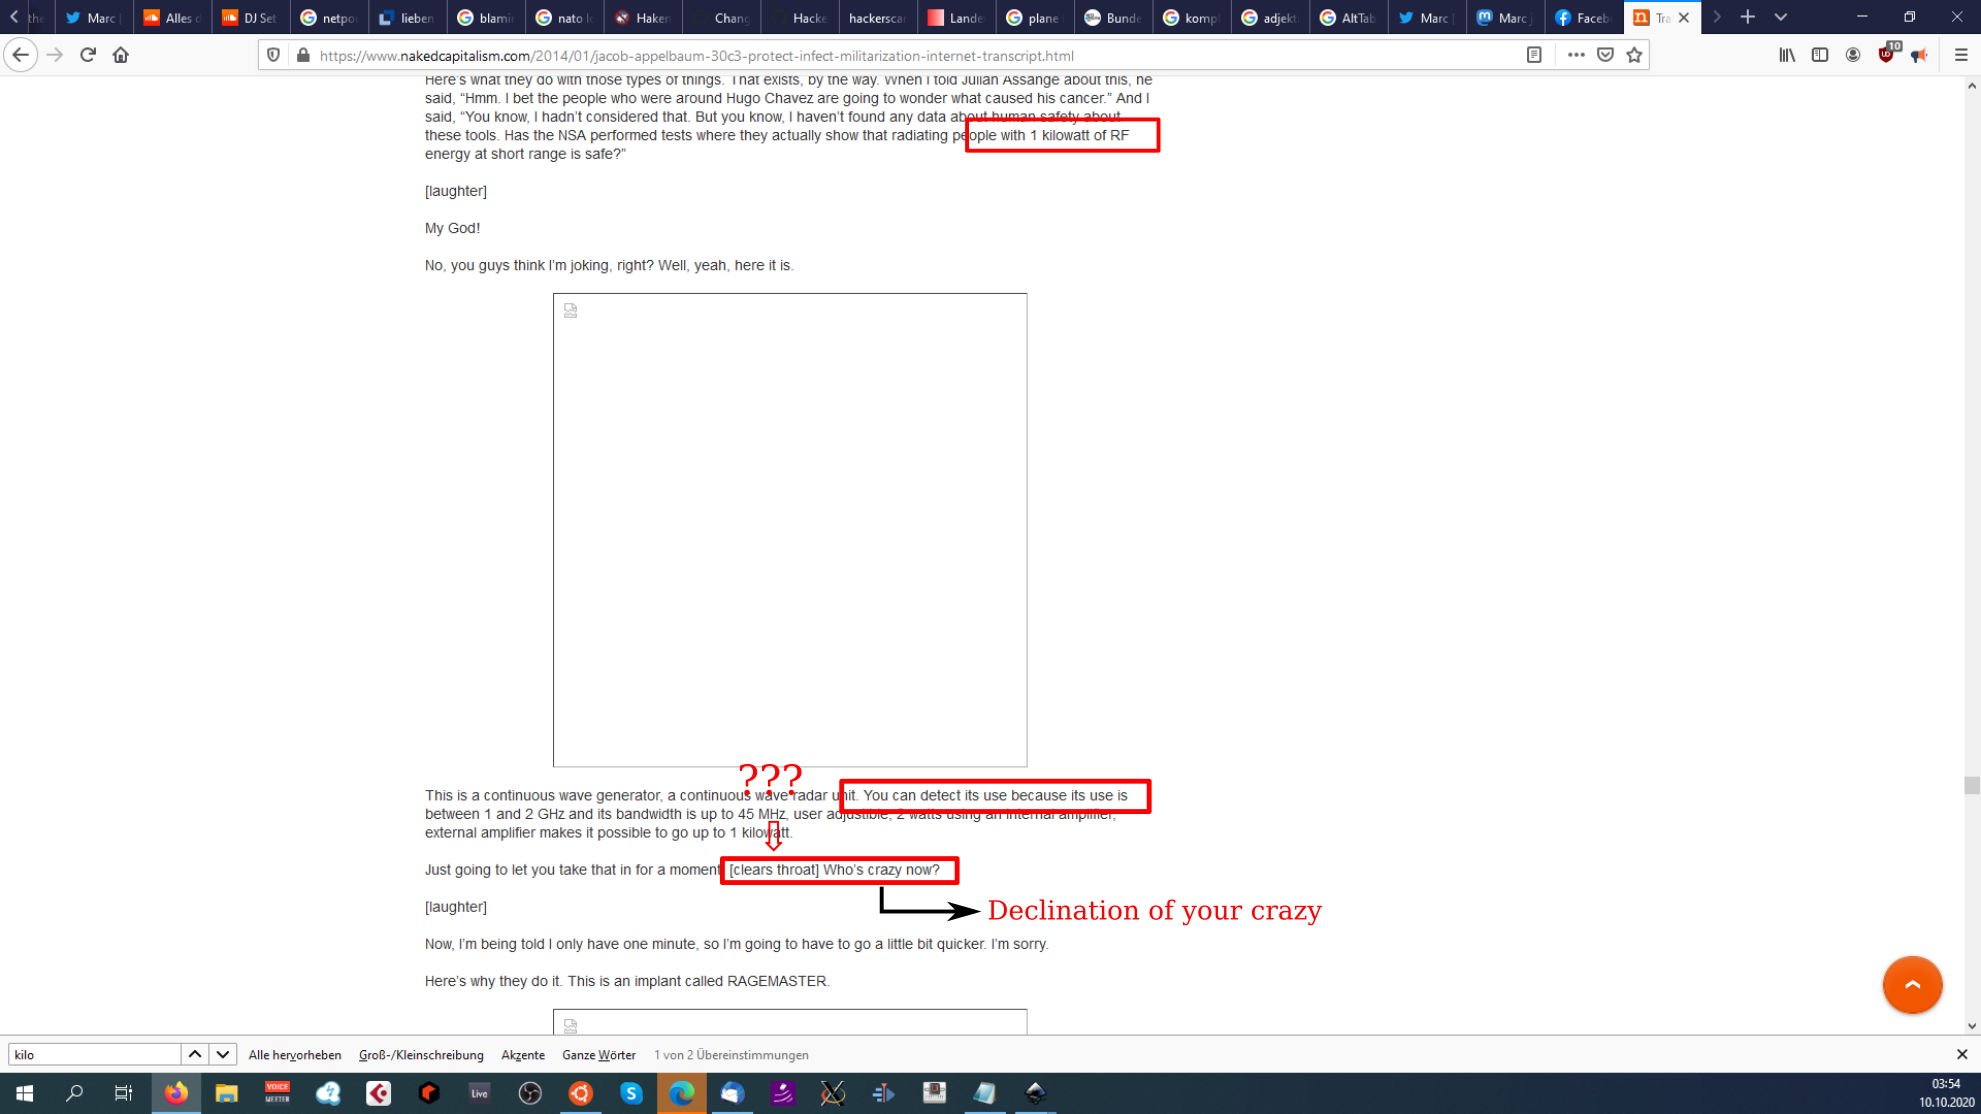 the
Marc
Alles d
DJ Set
netpo
lieben
blamin
nato l
Haken
Chang
Hacke
hackerscar
Lande
plane
Bunde
kompl
adjekt
AltTab
Marc
Marc j
Faceb
Tra
https://www.nakedcapitalism.com/2014/01/jacob-appelbaum-30c3-protect-infect-militarization-internet-transcript.html
10
Here's what they do with those types of things. That exists, by the way. When I told Julian Assange about this, he
said, “Hmm. I bet the people who were around Hugo Chavez are going to wonder what caused his cancer.” And I
said, “You know, I hadn’t considered that. But you know, I haven’t found any data about human safety about
these tools. Has the NSA performed tests where they actually show that radiating people with 1 kilowatt of RF
energy at short range is safe?”
[laughter]
My God!
No, you guys think I’m joking, right? Well, yeah, here it is.
???
This is a continuous wave generator, a continuous wave radar unit. You can detect its use because its use is
between 1 and 2 GHz and its bandwidth is up to 45 MHz, user adjustible, 2 watts using an internal amplifier,
external amplifier makes it possible to go up to 1 kilowatt.
Just going to let you take that in for a moment. [clears throat] Who’s crazy now?
Declination of your crazy
[laughter]
Now, I’m being told I only have one minute, so I’m going to have to go a little bit quicker. I’m sorry.
Here’s why they do it. This is an implant called RAGEMASTER.
kilo
Alle hervorheben
Groß-/Kleinschreibung
Akzente
Ganze Wörter
1 von 2 Übereinstimmungen
VOICE
MEETER
Live
03:54
10.10.2020